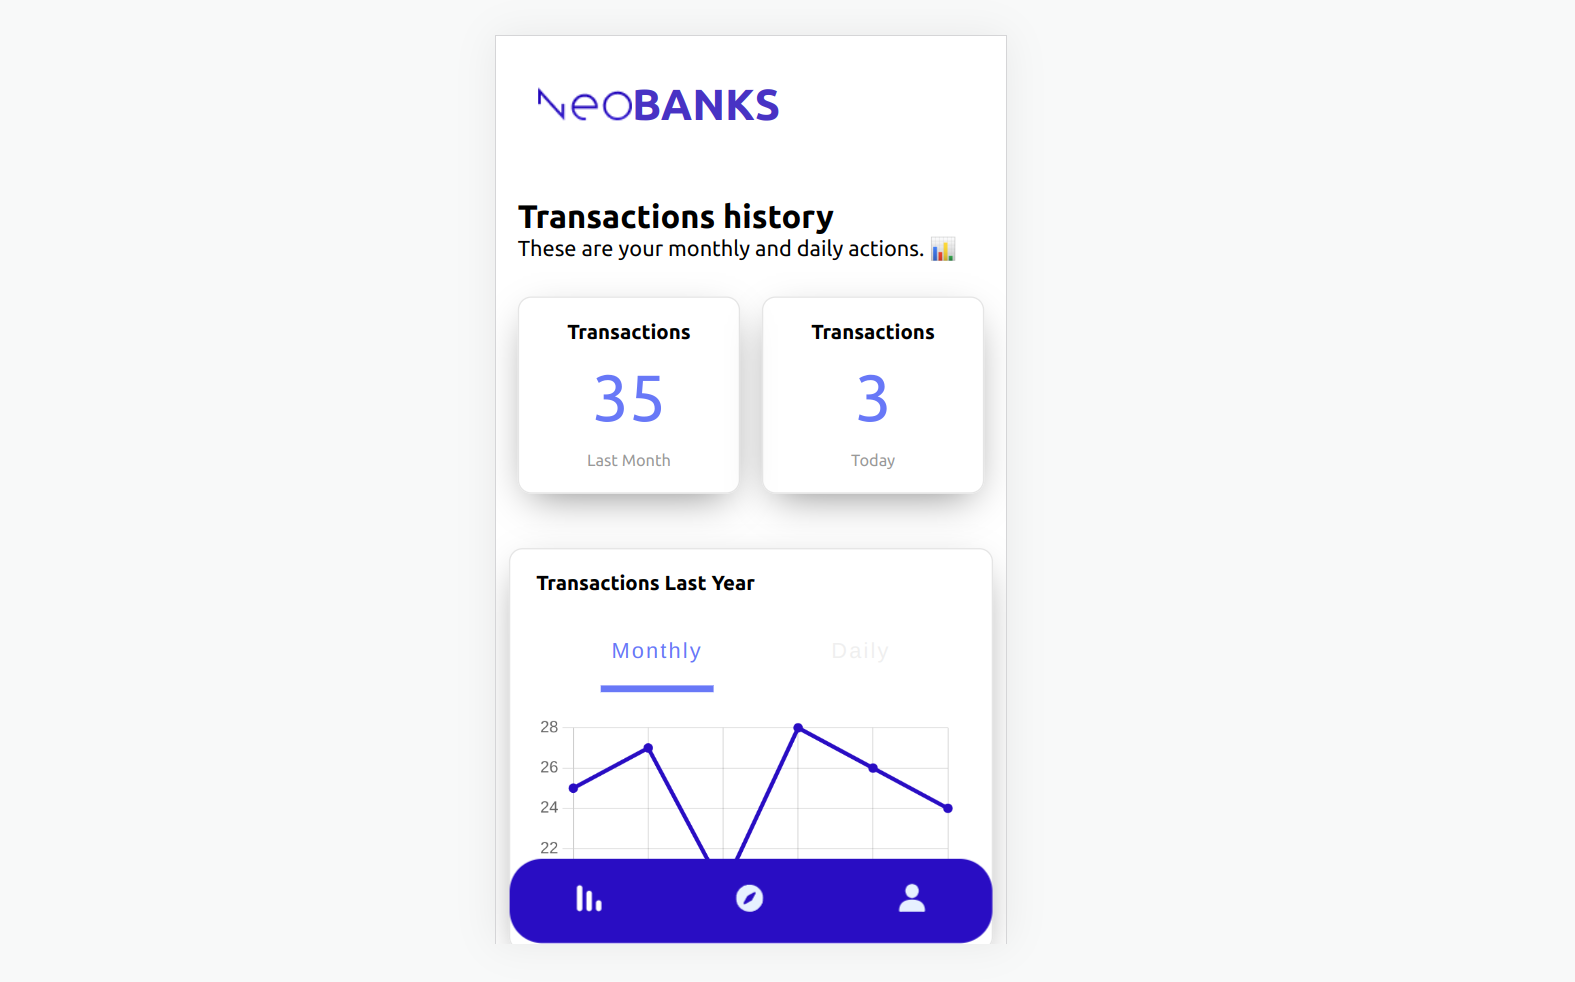 NeoBANKS
Transactions history
These are your monthly and daily actions. 📊
Transactions
35
Last Month
Transactions
3
Today
Transactions Last Year
Monthly Daily
28
26
24
22